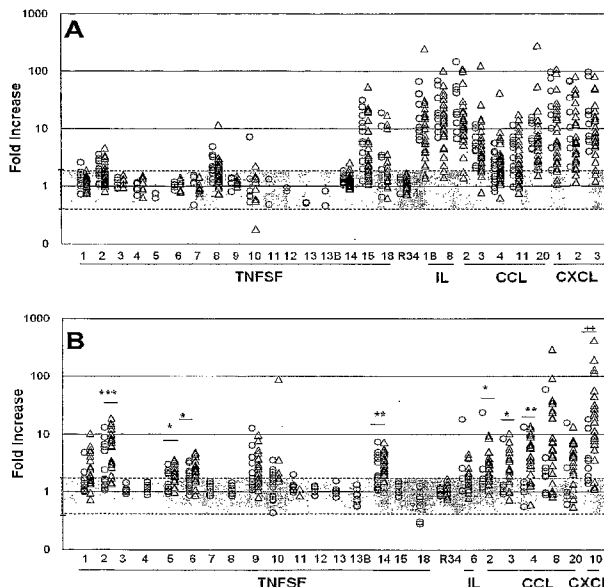 A
Fold Increase
1000
100
10
1
0
1 2 3 4 5 6 7 8 9 10 11 12 13 13B 14 15 18 R34 1B 8 2 3 4 11 20 1 2 3
TNFSF IL CCL CXCL
B
Fold Increase
1000
100
10
1
0
*** * * ** * * ** ++
1 2 3 4 5 6 7 8 9 10 11 12 13 13B 14 15 18 R34 6 2 3 4 8 20 10
TNFSF IL CCL CXCL